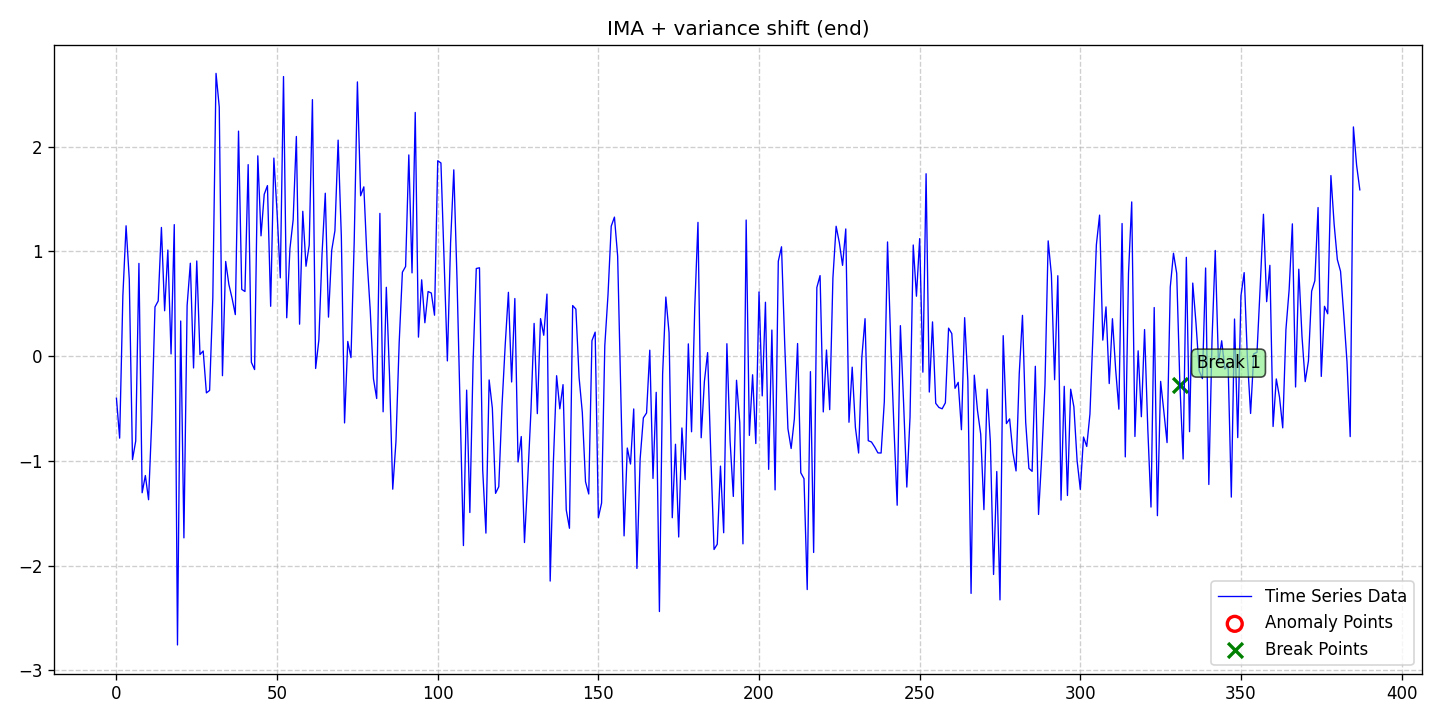 IMA + variance shift (end)
2
1
0
−1
−2
−3
Break 1
Time Series Data
Anomaly Points
Break Points
0 50 100 150 200 250 300 350 400